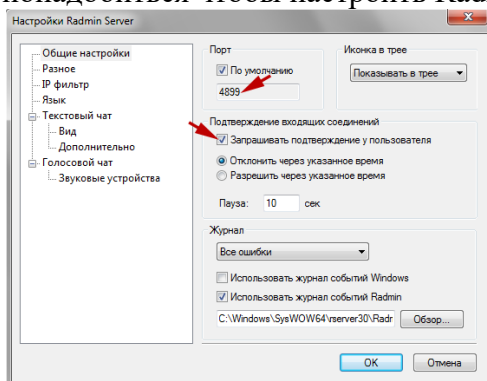 понадобиться чтобы настроить
Настройки Radmin Server
Общие настройки
Разное
IP фильтр
Язык
Текстовый чат
Вид
Дополнительно
Голосовой чат
Звуковые устройства
Порт
По умолчанию
4899
Иконка в трее
Показывать в трее
Подтверждение входящих соединений
Запрашивать подтверждение у пользователя
Отклонить через указанное время
Разрешить через указанное время
Пауза: 10 сек
Журнал
Все ошибки
Использовать журнал событий Windows
Использовать журнал событий Radmin
C:\Windows\SysWOW64\rserver30\Radr Обзор...
OK Отмена